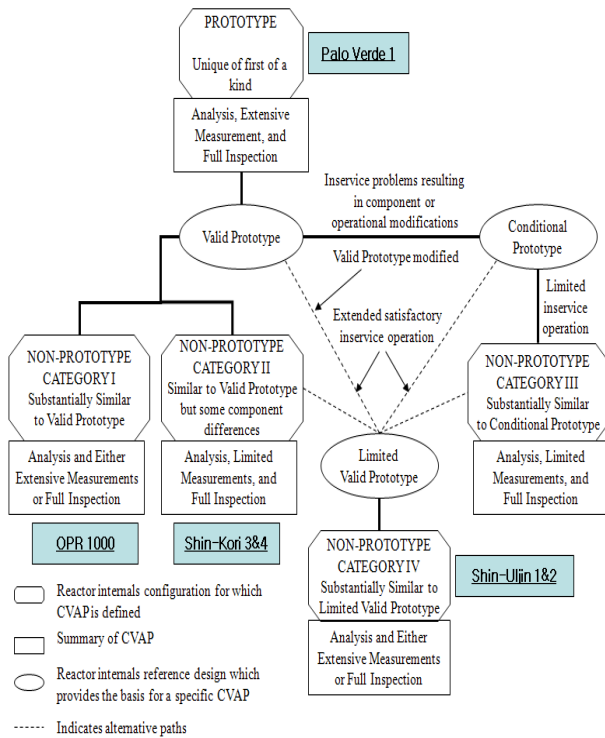 PROTOTYPE
Unique of first of a
kind
Palo Verde 1
Analysis, Extensive
Measurement, and
Full Inspection
Inservice problems resulting
in component or
operational modifications
Valid Prototype
Conditional
Prototype
Valid Prototype modified
Extended satisfactory
inservice operation
Limited
inservice
operation
NON-PROTOTYPE
CATEGORY I
Substantially Similar
to Valid Prototype
Analysis and Either
Extensive Measurements
or Full Inspection
OPR 1000
NON-PROTOTYPE
CATEGORY II
Similar to Valid Prototype
but some component
differences
Analysis, Limited
Measurements, and
Full Inspection
Shin-Kori 3&4
NON-PROTOTYPE
CATEGORY III
Substantially Similar
to Conditional Prototype
Analysis, Limited
Measurements, and
Full Inspection
Limited
Valid Prototype
NON-PROTOTYPE
CATEGORY IV
Substantially Similar to
Limited Valid Prototype
Analysis and Either
Extensive Measurements
or Full Inspection
Shin-Uljin 1&2
Reactor internals configuration for which
CVAP is defined
Summary of CVAP
Reactor internals reference design which
provides the basis for a specific CVAP
Indicates alternative paths